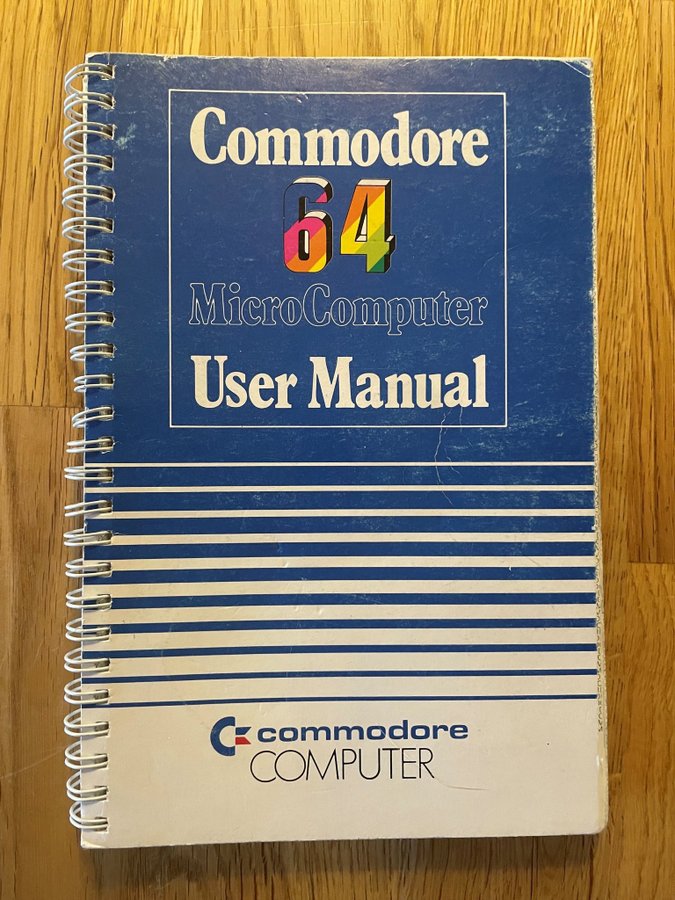 Commodore
64
MicroComputer
User Manual
commodore
COMPUTER